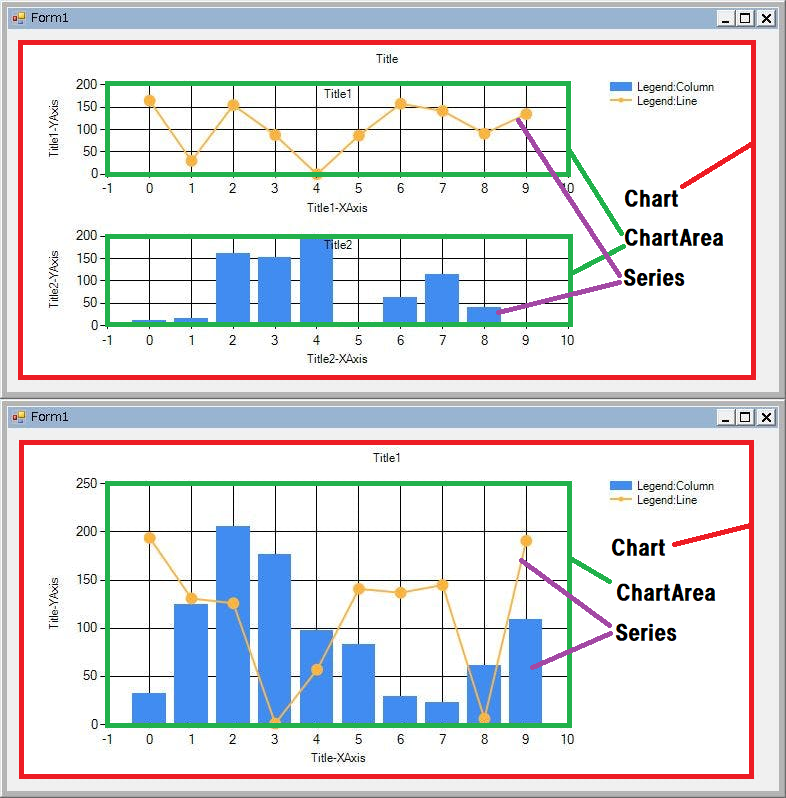 Form1
Title
Title1
Title1-YAxis
200
150
100
50
0
-1 0 1 2 3 4 5 6 7 8 9 10
Title1-XAxis
Legend:Column
Legend:Line
Chart
ChartArea
Series
Title2
Title2-YAxis
200
150
100
50
0
-1 0 1 2 3 4 5 6 7 8 9 10
Title2-XAxis
Form1
Title1
Title-YAxis
250
200
150
100
50
0
-1 0 1 2 3 4 5 6 7 8 9 10
Title-XAxis
Legend:Column
Legend:Line
Chart
ChartArea
Series